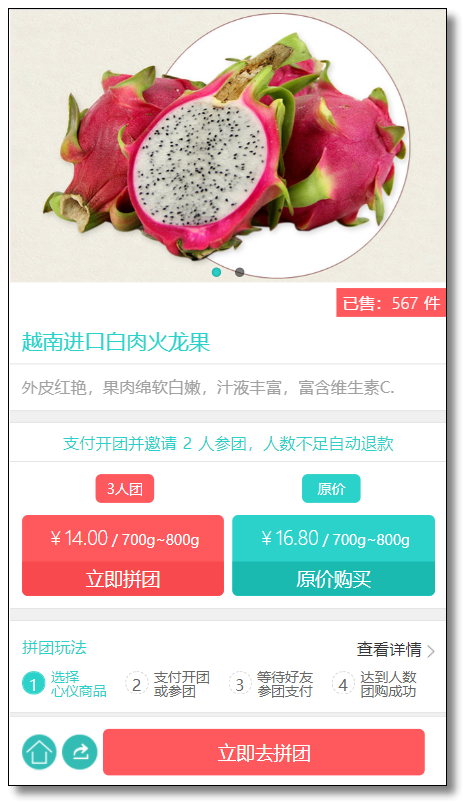 已售：567 件
越南进口白肉火龙果
外皮红艳，果肉绵软白嫩，汁液丰富，富含维生素C.
支付开团并邀请 2 人参团，人数不足自动退款
3人团
原价
￥14.00 / 700g~800g
￥16.80 / 700g~800g
立即拼团
原价购买
拼团玩法
查看详情
1 选择
心仪商品
2 支付开团
或参团
3 等待好友
参团支付
4 达到人数
团购成功
立即去拼团